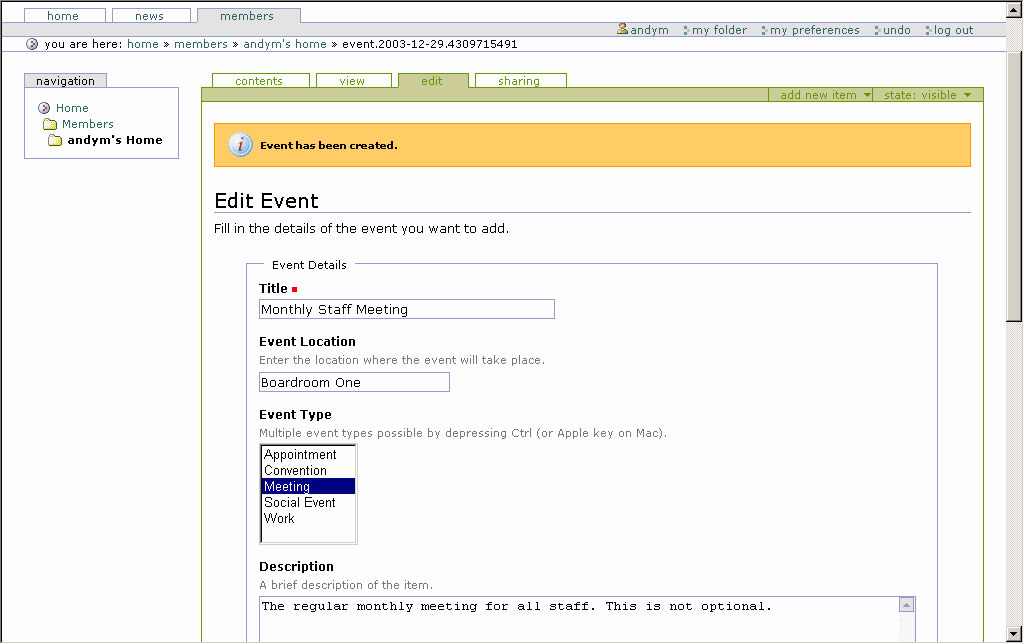 home news members
andym my folder my preferences undo log out
you are here: home » members » andym's home » event.2003-12-29.4309715491
navigation
Home
Members
andym's Home
contents view edit sharing
add new item state: visible
Event has been created.
Edit Event
Fill in the details of the event you want to add.
Event Details
Title
Monthly Staff Meeting
Event Location
Enter the location where the event will take place.
Boardroom One
Event Type
Multiple event types possible by depressing Ctrl (or Apple key on Mac).
Appointment
Convention
Meeting
Social Event
Work
Description
A brief description of the item.
The regular monthly meeting for all staff. This is not optional.